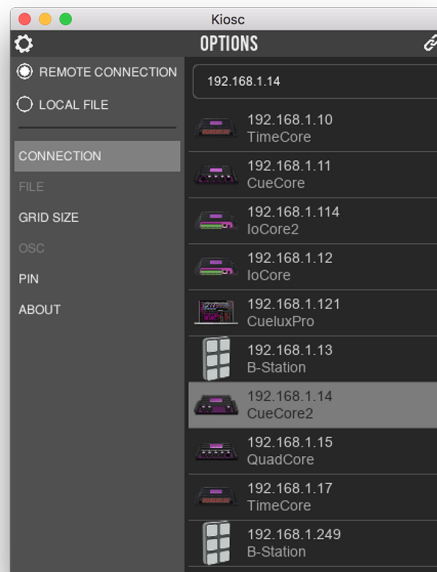 Kiosc
OPTIONS
REMOTE CONNECTION
LOCAL FILE
CONNECTION
FILE
GRID SIZE
OSC
PIN
ABOUT
192.168.1.14
192.168.1.10
TimeCore
192.168.1.11
CueCore
192.168.1.114
IoCore2
192.168.1.12
IoCore
192.168.1.121
CueluxPro
192.168.1.13
B-Station
192.168.1.14
CueCore2
192.168.1.15
QuadCore
192.168.1.17
TimeCore
192.168.1.249
B-Station